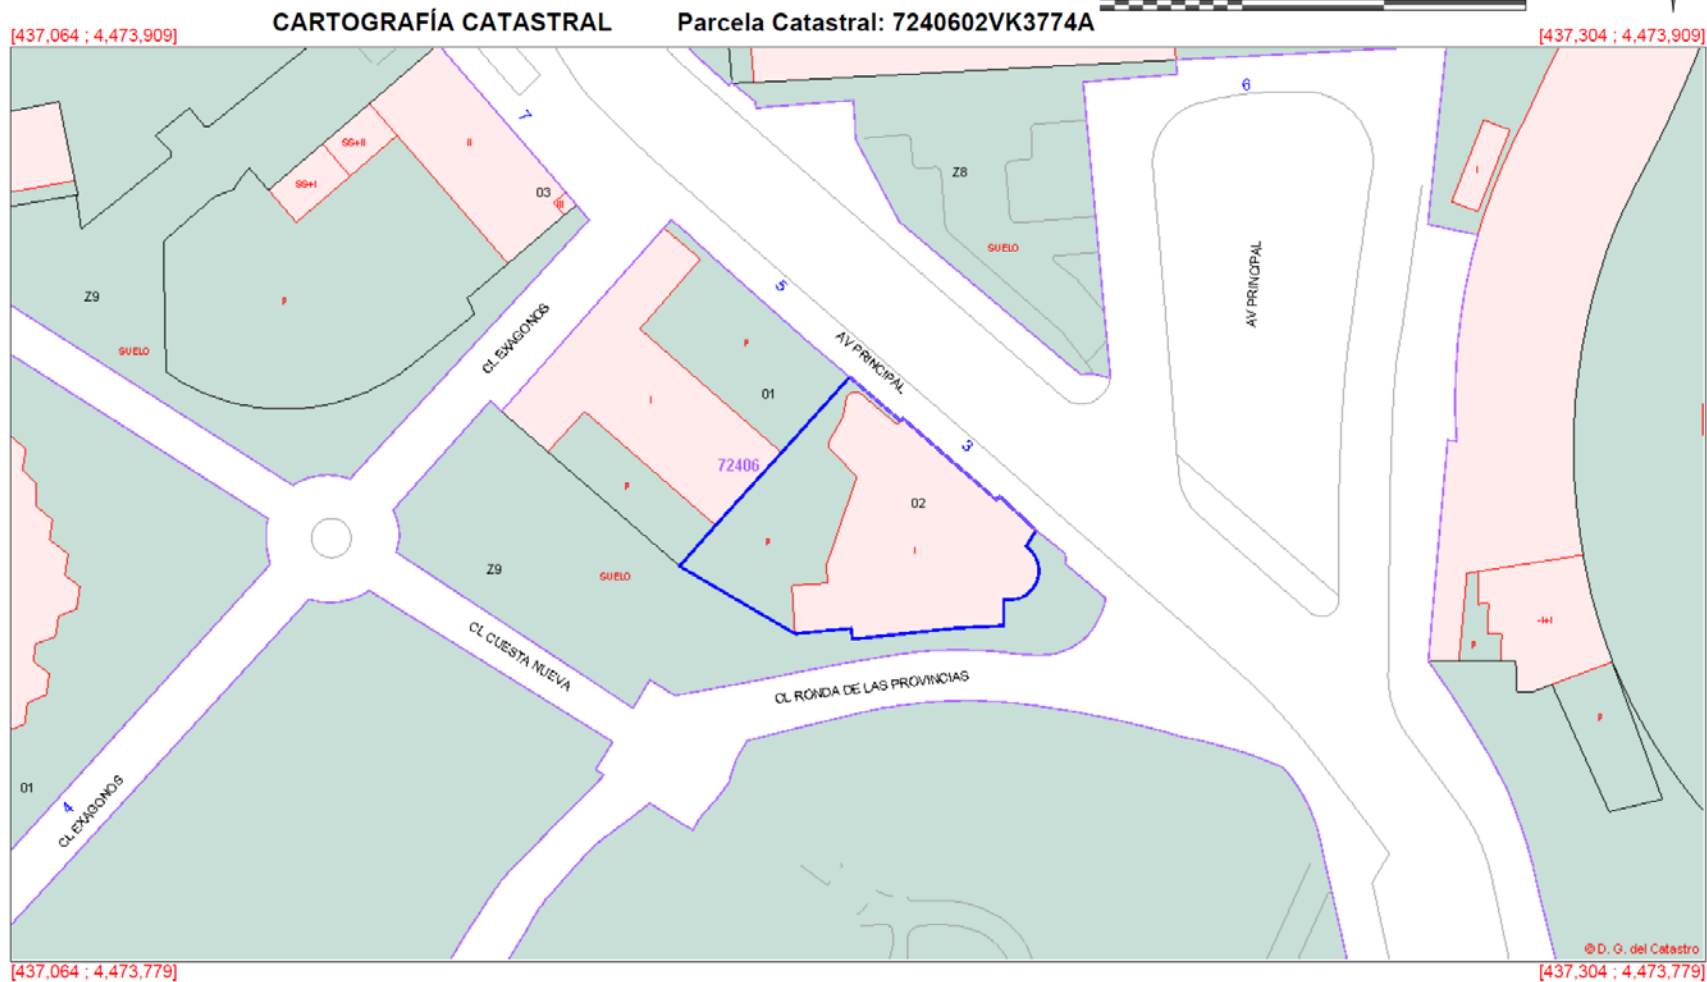 CARTOGRAFÍA CATASTRAL Parcela Catastral: 7240602VK3774A
[437,064 ; 4,473,909] [437,304 ; 4,473,909]
7
6
SS+II
II
SS+I
03
III
I
Z8
SUELO
AV PRINCIPAL
Z9
P
5
CL EXAGONOS
SUELO
P
AV PRINCIPAL
01
I
3
72406
P
02
P
I
Z9
SUELO
-I+I
P
CL CUESTA NUEVA
CL RONDA DE LAS PROVINCIAS
P
01
4
CL EXAGONOS
© D. G. del Catastro
[437,064 ; 4,473,779] [437,304 ; 4,473,779]